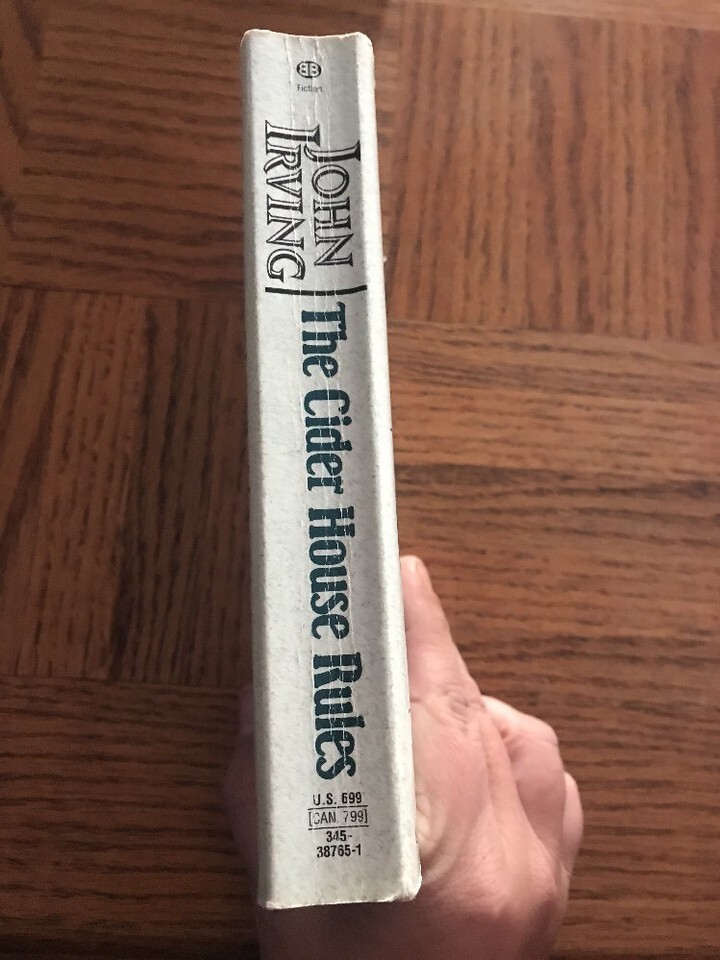 BB
Fiction
JOHN
IRVING
The Cider House Rules
U.S. 699
[CAN. 799]
345-
38765-1